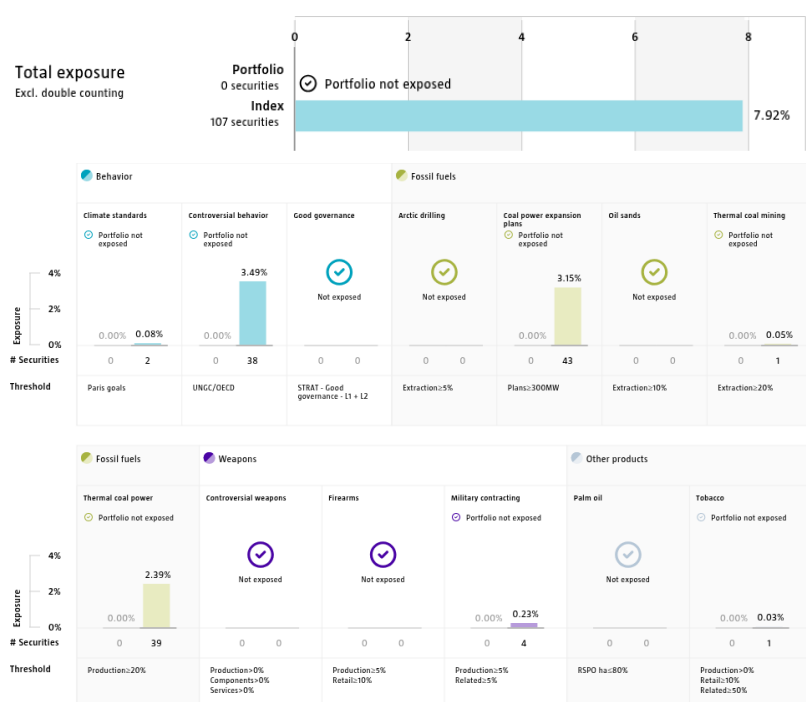 0 2 4 6 8
Total exposure
Excl. double counting
Portfolio
0 securities
Portfolio not exposed
Index
107 securities
7.92%
Behavior
Fossil fuels
Climate standards
Controversial behavior
Good governance
Arctic drilling
Coal power expansion
plans
Oil sands
Thermal coal mining
Portfolio not
exposed
Portfolio not
exposed
Not exposed
Not exposed
Portfolio not
exposed
Not exposed
Portfolio not
exposed
Exposure
4%
2%
0%
0.00% 0.08%
0.00% 3.49%
0.00% 3.15%
0.00% 0.05%
# Securities 0 2 0 38 0 0 0 0 0 43 0 0 0 1
Threshold
Paris goals
UNGC/OECD
STRAT - Good
governance - L1 + L2
Extraction≥5%
Plans≥300MW
Extraction≥10%
Extraction≥20%
Fossil fuels
Weapons
Other products
Thermal coal power
Controversial weapons
Firearms
Military contracting
Palm oil
Tobacco
Portfolio not exposed
Not exposed
Not exposed
Portfolio not exposed
Not exposed
Portfolio not exposed
Exposure
4%
2%
0%
0.00% 2.39%
0.00% 0.23%
0.00% 0.03%
# Securities 0 39 0 0 0 0 0 4 0 0 0 1
Threshold
Production≥20%
Production>0%
Components>0%
Services>0%
Production≥5%
Retail≥10%
Production≥5%
Related≥5%
RSPO ha≤80%
Production>0%
Retail≥10%
Related≥50%